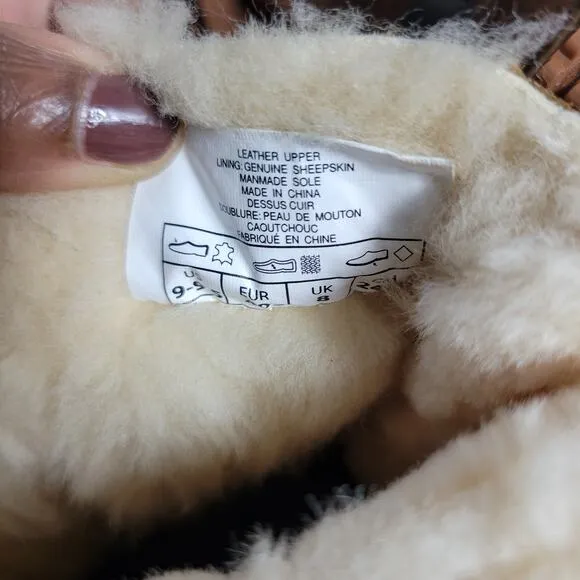 LEATHER UPPER
LINING: GENUINE SHEEPSKIN
MANMADE SOLE
MADE IN CHINA
DESSUS CUIR
DOUBLURE: PEAU DE MOUTON
CAOUTCHOUC
FABRIQUÉ EN CHINE
EUR UK
8